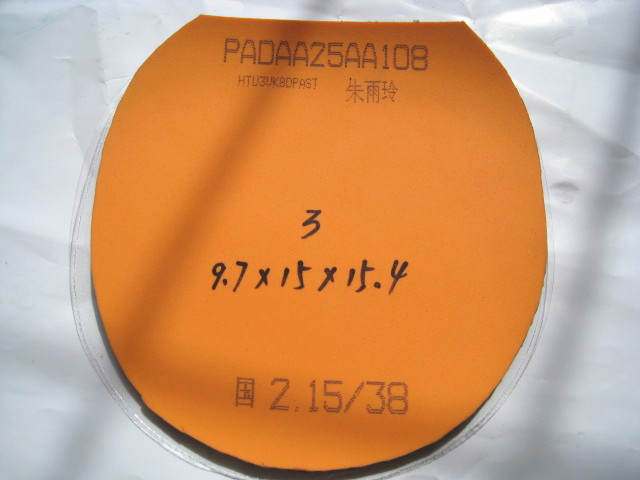 PADAA25AA108
HTU3WK8DPAST 朱雨玲
3
9.7×15×15.4
国 2.15/38